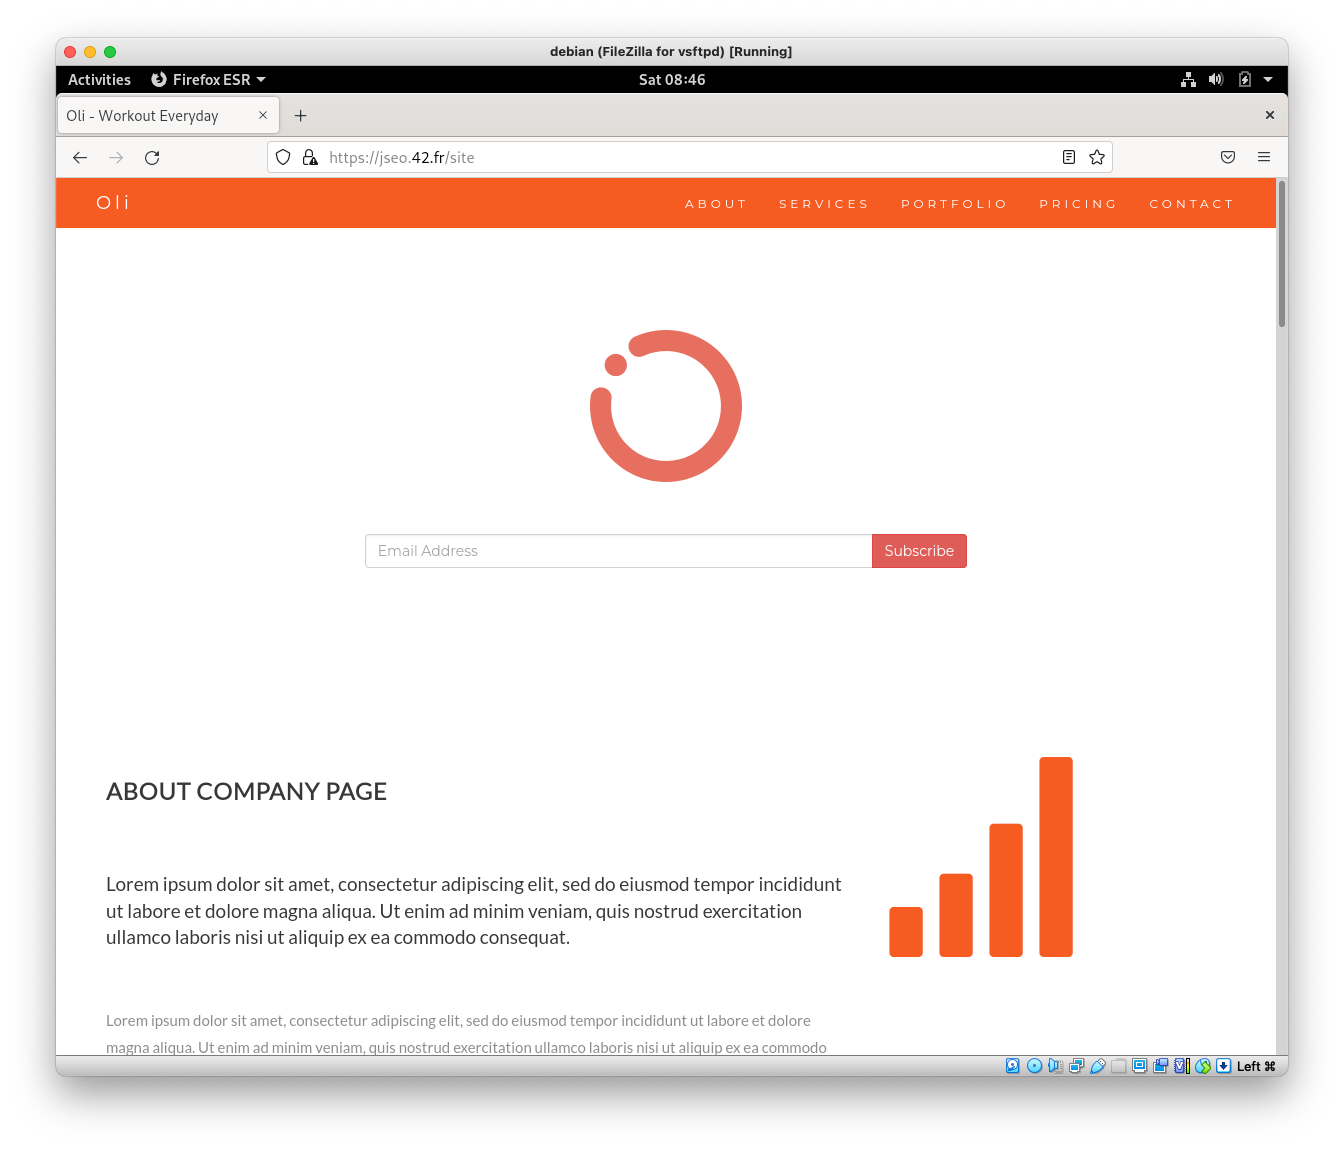 debian (FileZilla for vsftpd) [Running]
Activities Firefox ESR Sat 08:46
Oli - Workout Everyday
https://jseo.42.fr/site
Oli ABOUT SERVICES PORTFOLIO PRICING CONTACT
Email Address Subscribe
ABOUT COMPANY PAGE
Lorem ipsum dolor sit amet, consectetur adipiscing elit, sed do eiusmod tempor incididunt
ut labore et dolore magna aliqua. Ut enim ad minim veniam, quis nostrud exercitation
ullamco laboris nisi ut aliquip ex ea commodo consequat.
Lorem ipsum dolor sit amet, consectetur adipiscing elit, sed do eiusmod tempor incididunt ut labore et dolore
magna aliqua. Ut enim ad minim veniam, quis nostrud exercitation ullamco laboris nisi ut aliquip ex ea commodo
Left ⌘